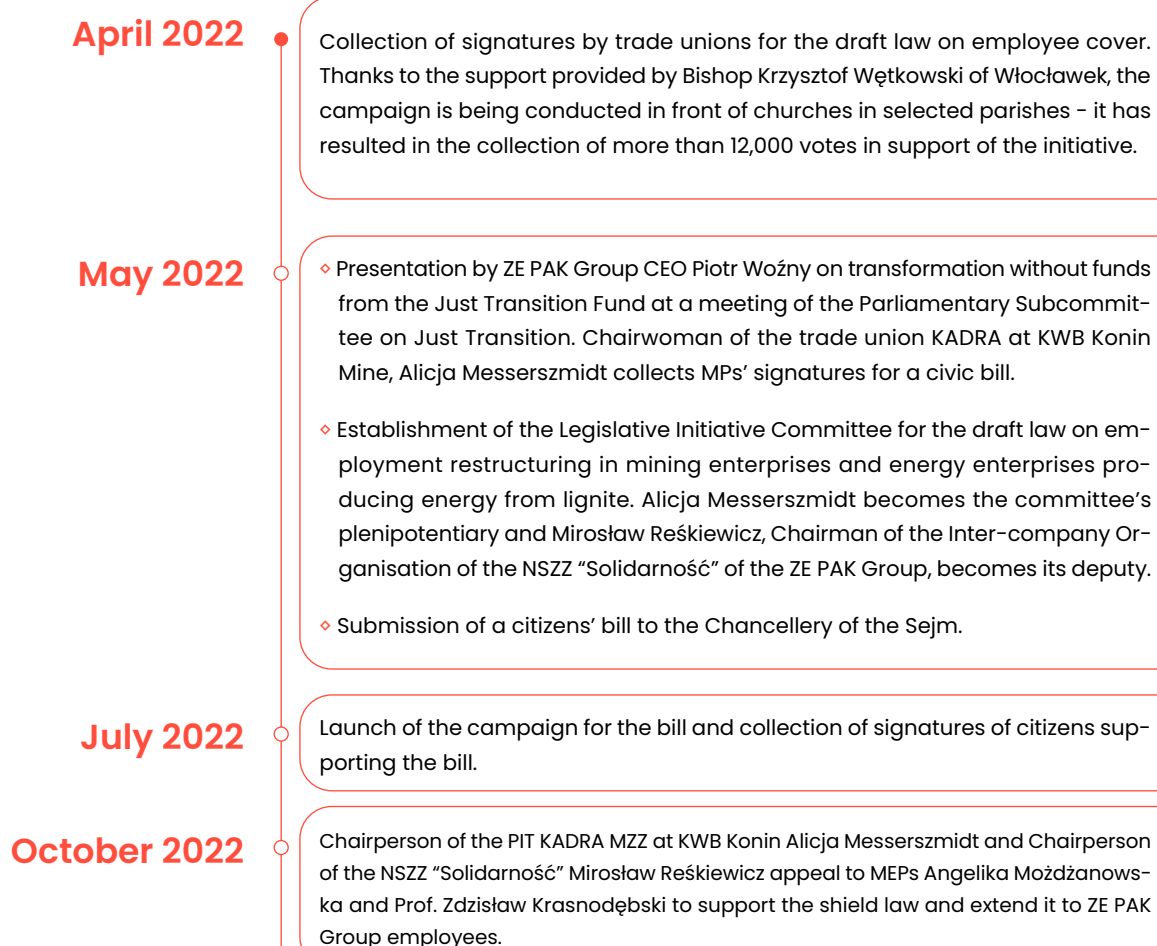 April 2022
Collection of signatures by trade unions for the draft law on employee cover.
Thanks to the support provided by Bishop Krzysztof Wętkowski of Włocławek, the
campaign is being conducted in front of churches in selected parishes - it has
resulted in the collection of more than 12,000 votes in support of the initiative.
May 2022
⋄ Presentation by ZE PAK Group CEO Piotr Woźny on transformation without funds
from the Just Transition Fund at a meeting of the Parliamentary Subcommit-
tee on Just Transition. Chairwoman of the trade union KADRA at KWB Konin
Mine, Alicja Messerszmidt collects MPs’ signatures for a civic bill.
⋄ Establishment of the Legislative Initiative Committee for the draft law on em-
ployment restructuring in mining enterprises and energy enterprises pro-
ducing energy from lignite. Alicja Messerszmidt becomes the committee’s
plenipotentiary and Mirosław Reśkiewicz, Chairman of the Inter-company Or-
ganisation of the NSZZ “Solidarność” of the ZE PAK Group, becomes its deputy.
⋄ Submission of a citizens’ bill to the Chancellery of the Sejm.
July 2022
Launch of the campaign for the bill and collection of signatures of citizens sup-
porting the bill.
October 2022
Chairperson of the PIT KADRA MZZ at KWB Konin Alicja Messerszmidt and Chairperson
of the NSZZ “Solidarność” Mirosław Reśkiewicz appeal to MEPs Angelika Możdżanows-
ka and Prof. Zdzisław Krasnodębski to support the shield law and extend it to ZE PAK
Group employees.